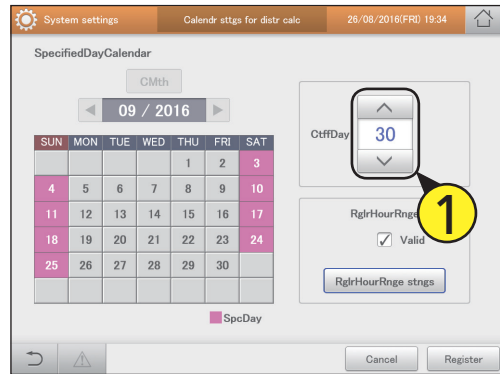 System settings
Calendr sttgs for distr calc
26/08/2016(FRI) 19:34
SpecifiedDayCalendar
CMth
09 / 2016
SUN MON TUE WED THU FRI SAT
1 2 3
4 5 6 7 8 9 10
11 12 13 14 15 16 17
18 19 20 21 22 23 24
25 26 27 28 29 30
SpcDay
CtffDay
30
1
RglrHourRnge
Valid
RglrHourRnge stngs
Cancel
Register